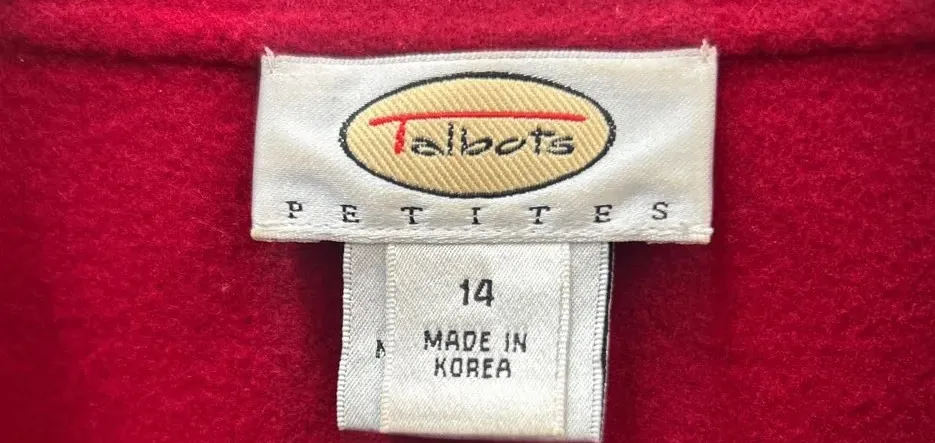 Talbots
PETITES
14
MADE IN
KOREA